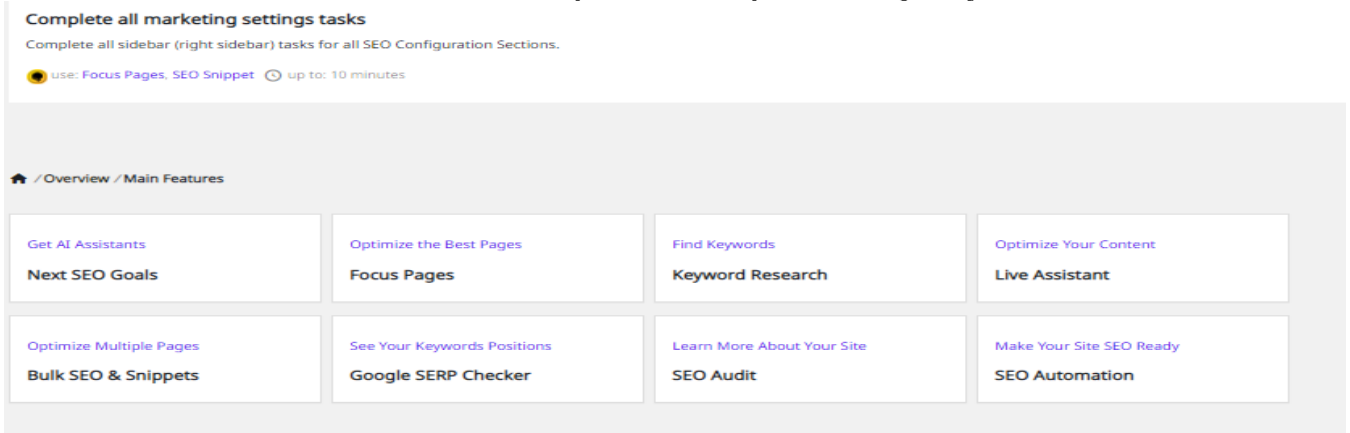 Complete all marketing settings tasks
Complete all sidebar (right sidebar) tasks for all SEO Configuration Sections.
use: Focus Pages, SEO Snippet up to: 10 minutes
/ Overview / Main Features
Get AI Assistants
Next SEO Goals
Optimize the Best Pages
Focus Pages
Find Keywords
Keyword Research
Optimize Your Content
Live Assistant
Optimize Multiple Pages
Bulk SEO & Snippets
See Your Keywords Positions
Google SERP Checker
Learn More About Your Site
SEO Audit
Make Your Site SEO Ready
SEO Automation